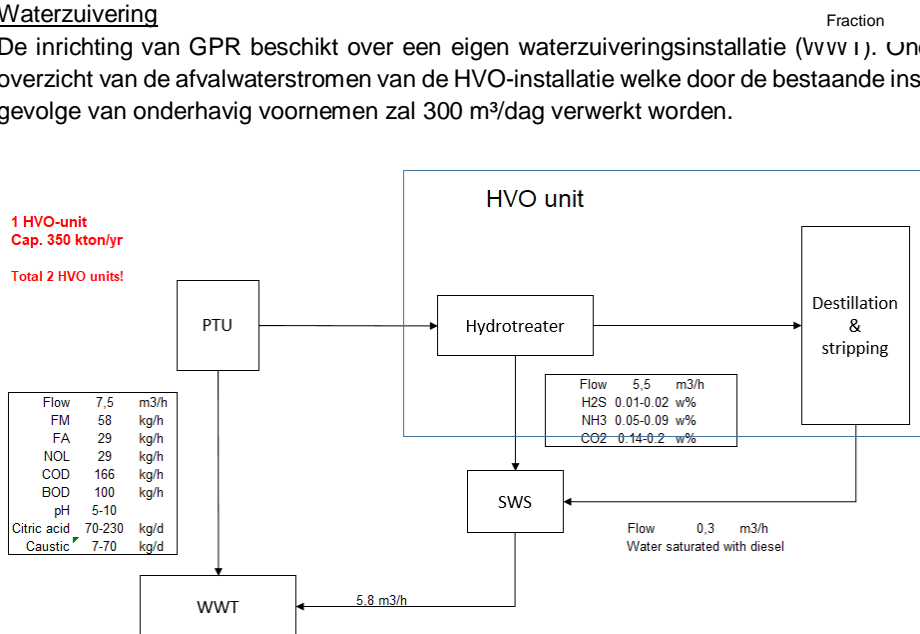 Waterzuivering
Fraction
De inrichting van GPR beschikt over een eigen waterzuiveringsinstallatie (WWT).
overzicht van de afvalwaterstromen van de HVO-installatie welke door de bestaande
gevolge van onderhavig voornemen zal 300 m³/dag verwerkt worden.
HVO unit
1 HVO-unit
Cap. 350 kton/yr
Total 2 HVO units!
PTU
Hydrotreater
Destillation
&
stripping
Flow 5,5 m3/h
H2S 0.01-0.02 w%
NH3 0.05-0.09 w%
CO2 0.14-0.2 w%
Flow 7,5 m3/h
FM 58 kg/h
FA 29 kg/h
NOL 29 kg/h
COD 166 kg/h
BOD 100 kg/h
pH 5-10
Citric acid 70-230 kg/d
Caustic 7-70 kg/d
SWS
Flow 0,3 m3/h
Water saturated with diesel
WWT
5,8 m3/h